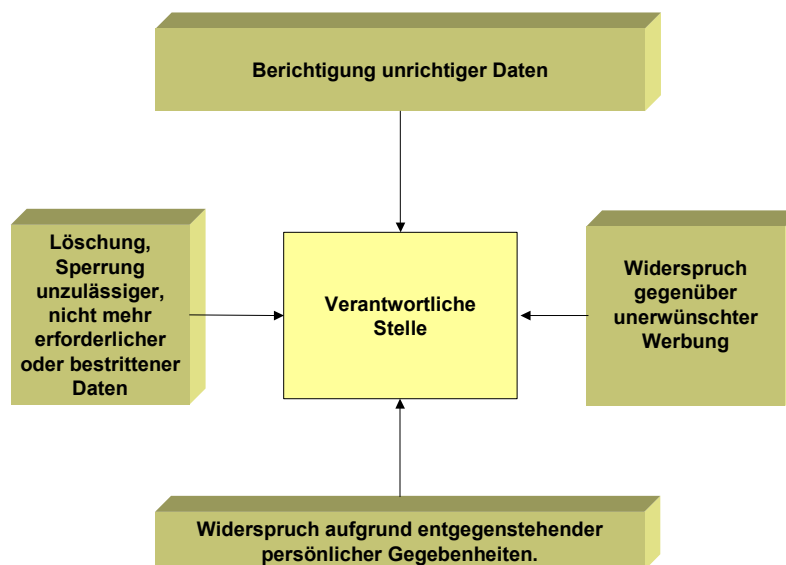 Berichtigung unrichtiger Daten
Löschung,
Sperrung
unzulässiger,
nicht mehr
erforderlicher
oder bestrittener
Daten
Verantwortliche
Stelle
Widerspruch
gegenüber
unerwünschter
Werbung
Widerspruch aufgrund entgegenstehender
persönlicher Gegebenheiten.